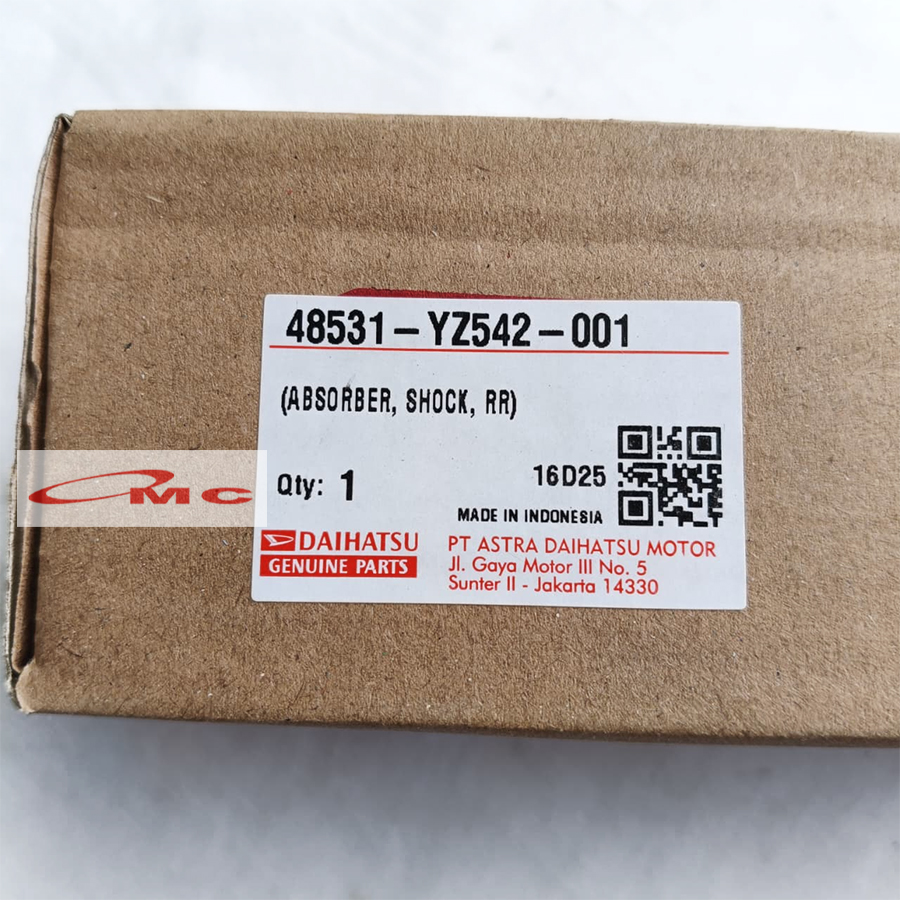 48531-YZ542-001
(ABSORBER, SHOCK, RR)
Qty: 1
16D25
MADE IN INDONESIA
DAIHATSU
GENUINE PARTS
PT ASTRA DAIHATSU MOTOR
Jl. Gaya Motor III No. 5
Sunter II - Jakarta 14330
CMC